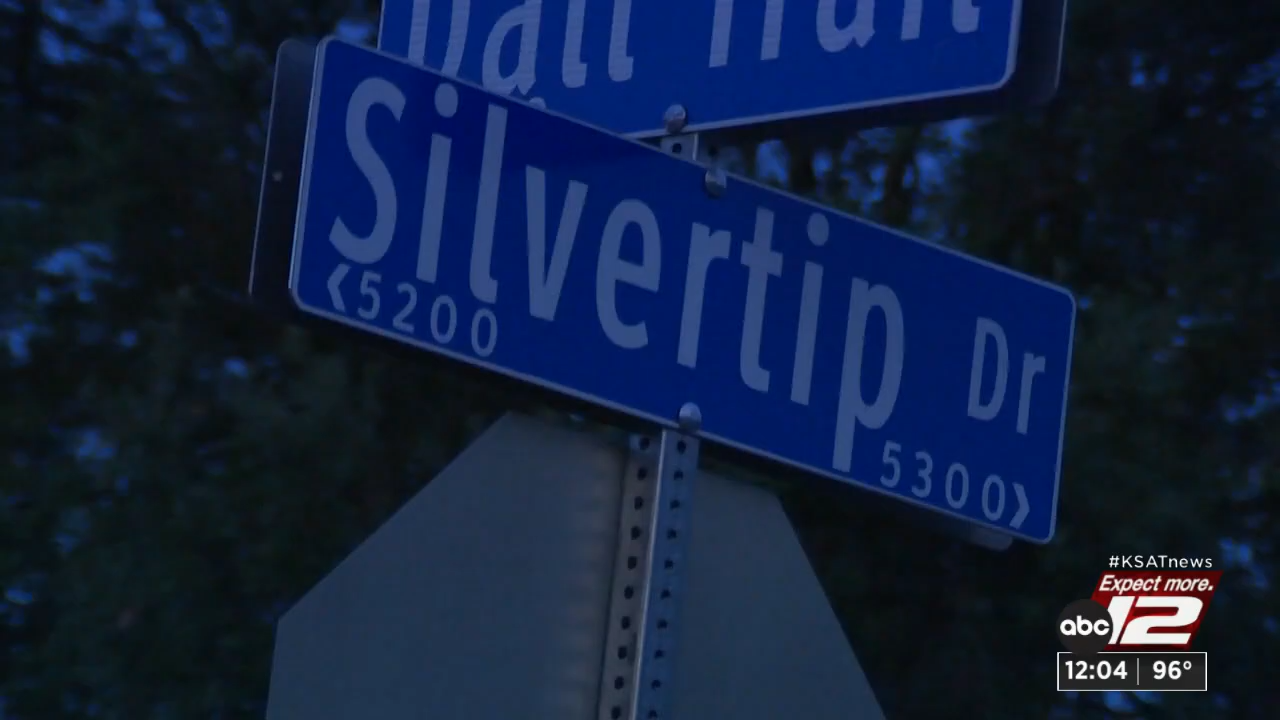 Silvertip Dr
<5200
5300>
#KSATnews
Expect more.
abc 12
12:04 96°